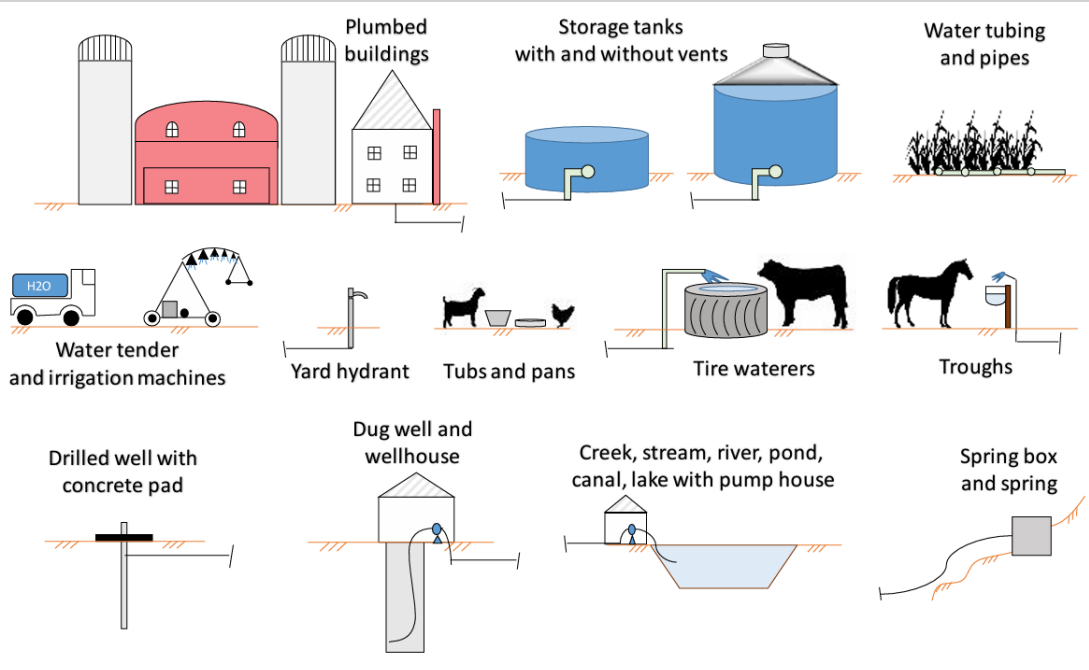 Plumbed
buildings
Storage tanks
with and without vents
Water tubing
and pipes
H2O
Water tender
and irrigation machines
Yard hydrant
Tubs and pans
Tire waterers
Troughs
Drilled well with
concrete pad
Dug well and
wellhouse
Creek, stream, river, pond,
canal, lake with pump house
Spring box
and spring